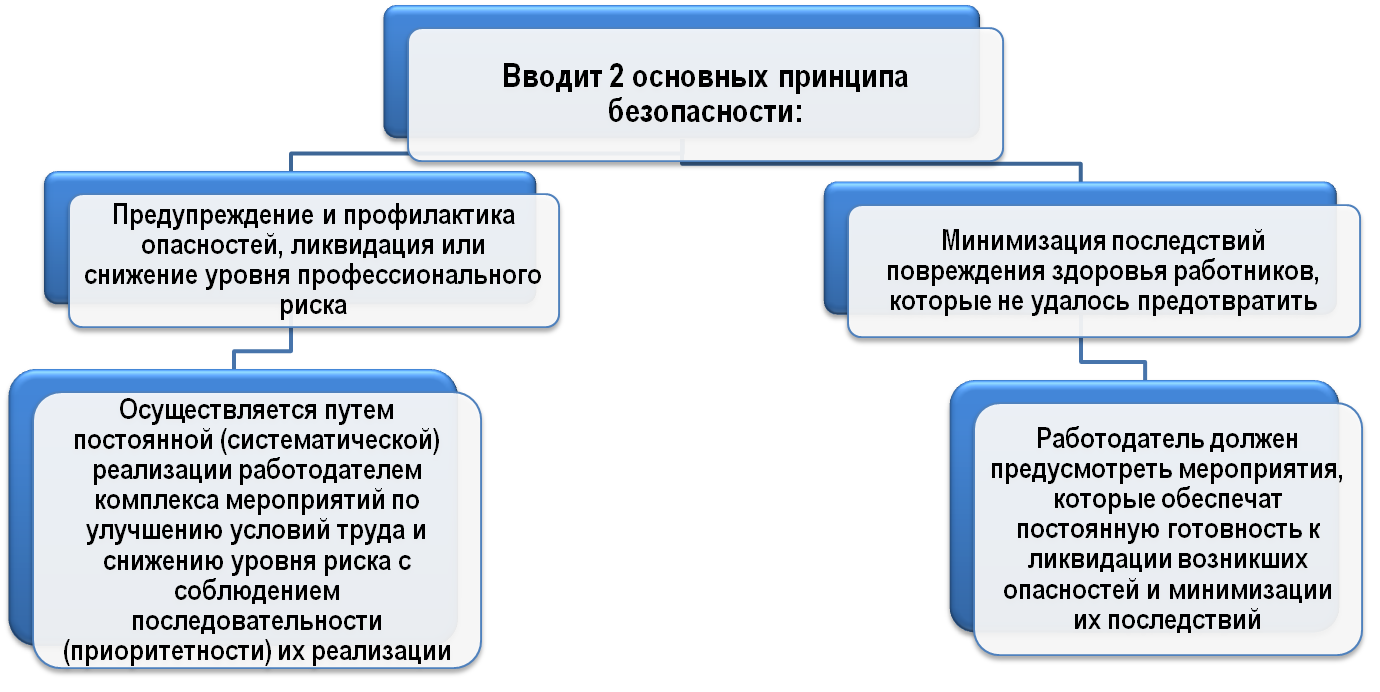 Вводит 2 основных принципа
безопасности:
Предупреждение и профилактика
опасностей, ликвидация или
снижение уровня профессионального
риска
Минимизация последствий
повреждения здоровья работников,
которые не удалось предотвратить
Осуществляется путем
постоянной (систематической)
реализации работодателем
комплекса мероприятий по
улучшению условий труда и
снижению уровня риска с
соблюдением
последовательности
(приоритетности) их реализации
Работодатель должен
предусмотреть мероприятия,
которые обеспечат
постоянную готовность к
ликвидации возникших
опасностей и минимизации
их последствий